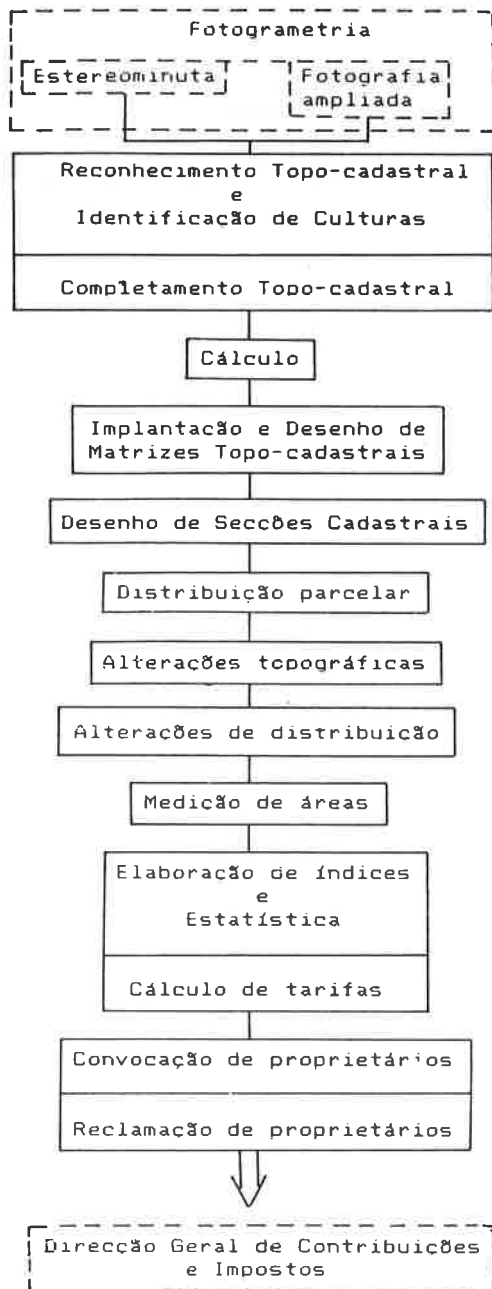 Fotogrametria
Estereominuta
Fotografia
ampliada
Reconhecimento Topo-cadastral
e
Identificação de Culturas
Completamento Topo-cadastral
Cálculo
Implantação e Desenho de
Matrizes Topo-cadastrais
Desenho de Secções Cadastrais
Distribuição parcelar
Alterações topográficas
Alterações de distribuição
Medição de áreas
Elaboração de índices
e
Estatística
Cálculo de tarifas
Convocação de proprietários
Reclamação de proprietários
Direcção Geral de Contribuições
e Impostos